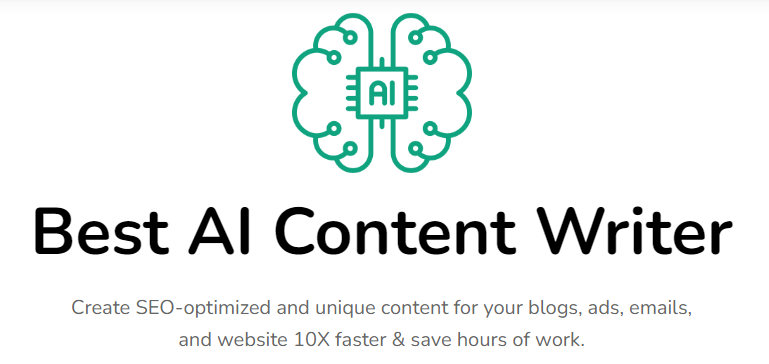 AI
Best AI Content Writer
Create SEO-optimized and unique content for your blogs, ads, emails,
and website 10X faster & save hours of work.